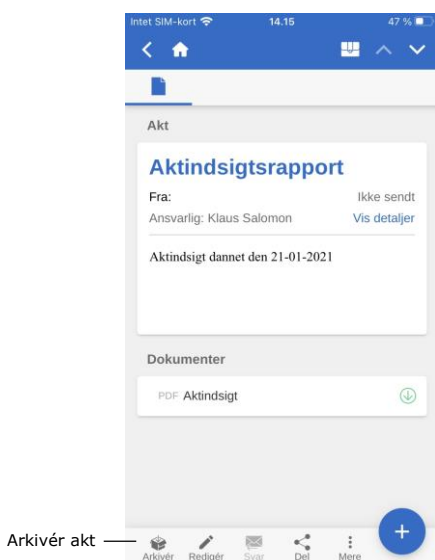 Intet SIM-kort 14.15 47 %
Akt
Aktindsigtsrapport
Fra: Ikke sendt
Ansvarlig: Klaus Salomon Vis detaljer
Aktindsigt dannet den 21-01-2021
Dokumenter
PDF Aktindsigt
Arkivér akt
Arkivér Redigér Svar Del Mere